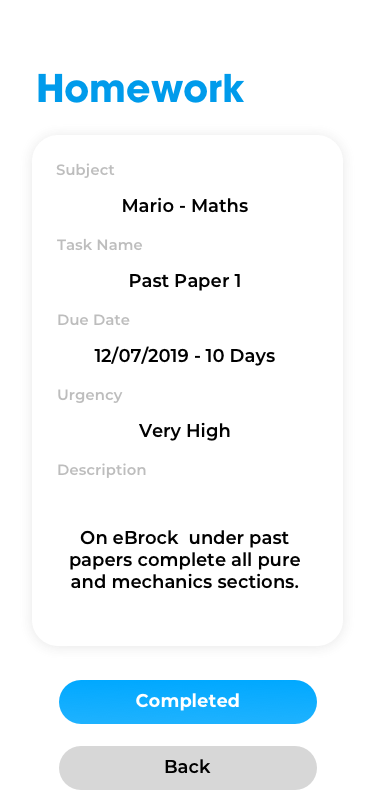 Homework
Subject
Mario - Maths
Task Name
Past Paper 1
Due Date
12/07/2019 - 10 Days
Urgency
Very High
Description
On eBrock  under past
papers complete all pure
and mechanics sections.
Completed
Back